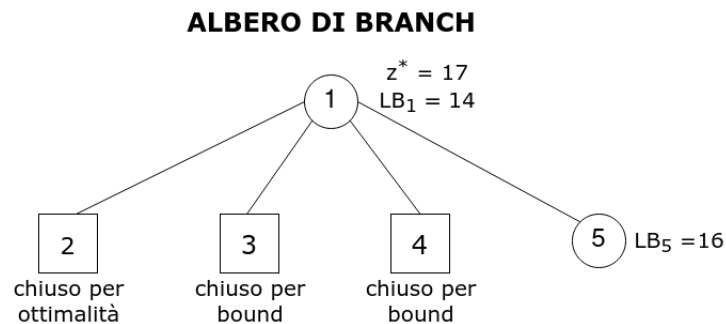 ALBERO DI BRANCH
z* = 17
1
LB₁ = 14
2
3
4
5
LB₅ =16
chiuso per
ottimalità
chiuso per
bound
chiuso per
bound